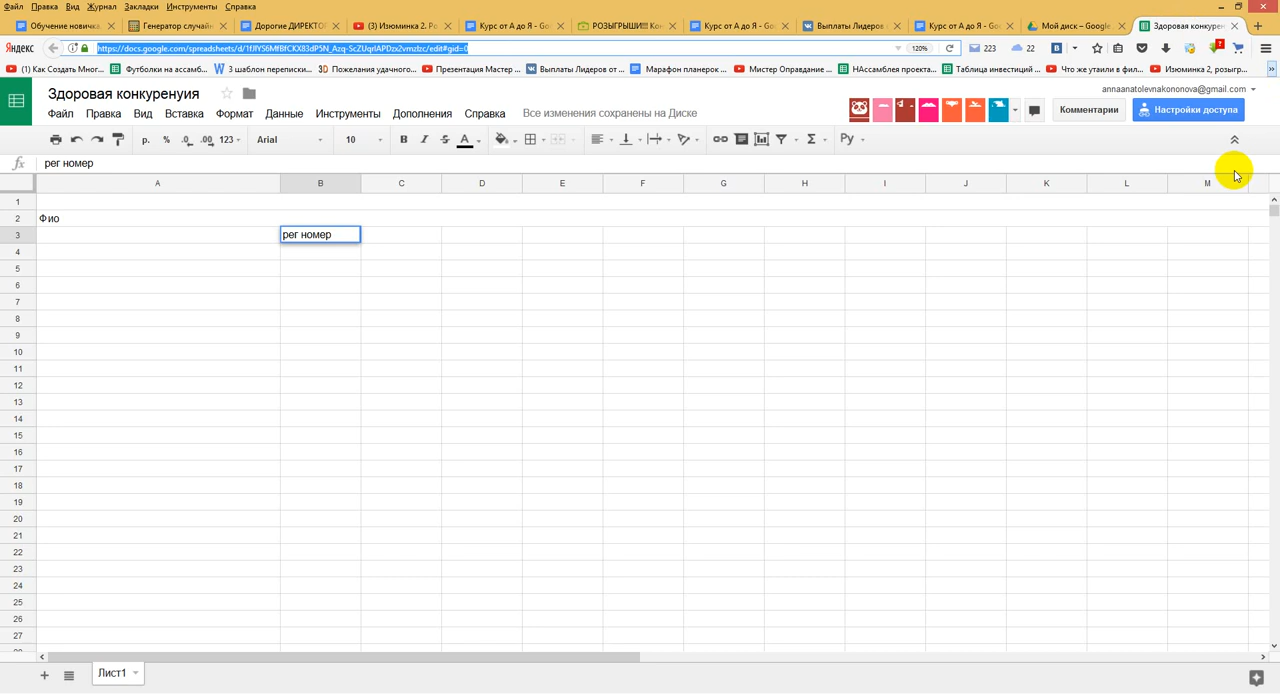 Файл Правка Вид Журнал Закладки Инструменты Справка
Обучение новичка. Генератор случайн Дорогие ДИРЕКТОР (3) Изюминка 2. Ра Курс от А до Я - Goo РОЗЫГРЫШИ!!! Кон Курс от А до Я - Goo Выплаты Лидеров Курс от А до Я - Goo Мой диск – Google Здоровая конкурен
Яндекс https://docs.google.com/spreadsheets/d/1fJlYS6MfBfCKX83dP5N_Azq-ScZUqrlAPDzx2vmzlzc/edit#gid=0 120% 223 22 7
(1) Как Создать Мног... Футболки на ассамб... 3 шаблон переписки... Пожелания удачного... Презентация Мастер ... Выплаты Лидеров от ... Марафон планерок ... Мистер Оправдание ... НАссамблея проекта... Таблица инвестиций ... Что же утаили в фил... Изюминка 2, розыгр...
Здоровая конкуренуия
annaanatolevnakononova@gmail.com
Файл Правка Вид Вставка Формат Данные Инструменты Дополнения Справка Все изменения сохранены на Диске
Комментарии Настройки доступа
р. % .0 .00 123 Arial 10 B I S A Σ Ру
fx рег номер
A B C D E F G H I J K L M
1
2 Фио
3 рег номер
4
5
6
7
8
9
10
11
12
13
14
15
16
17
18
19
20
21
22
23
24
25
26
27
Лист1